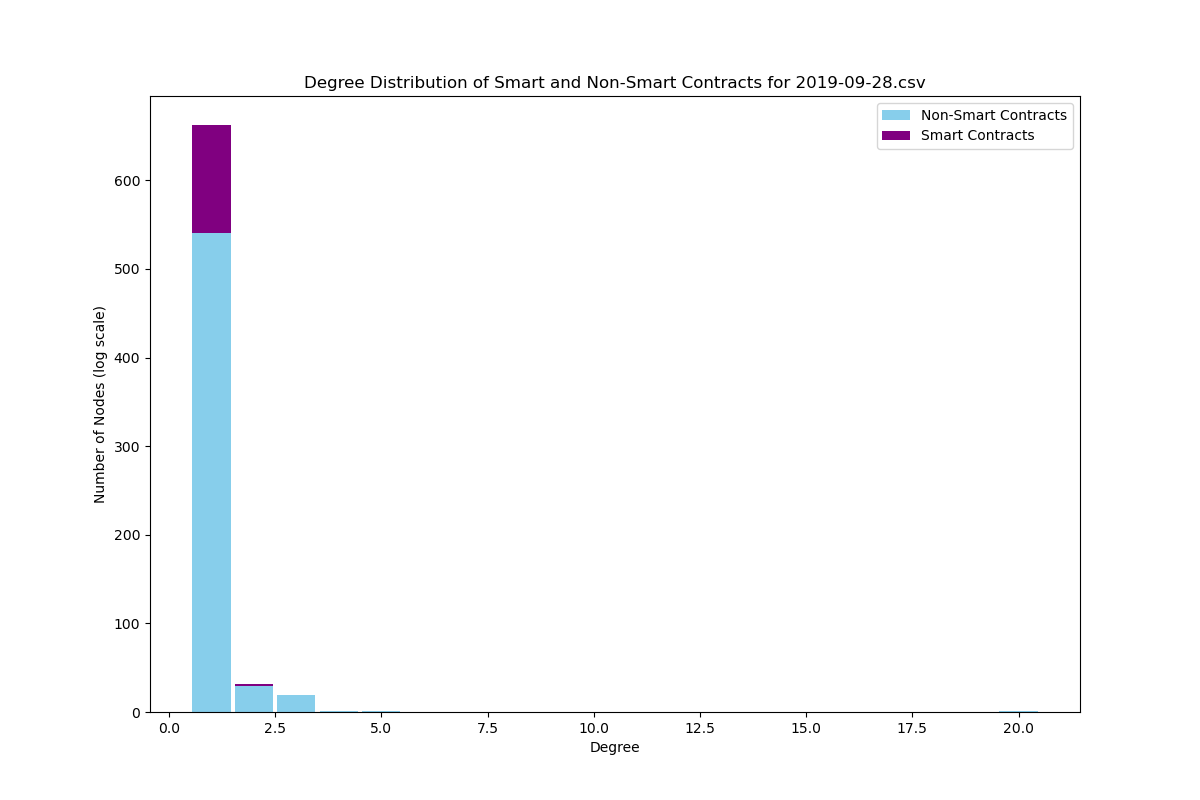 Degree Distribution of Smart and Non-Smart Contracts for 2019-09-28.csv
Non-Smart Contracts
Smart Contracts
Number of Nodes (log scale)
600
500
400
300
200
100
0
0.0 2.5 5.0 7.5 10.0 12.5 15.0 17.5 20.0
Degree